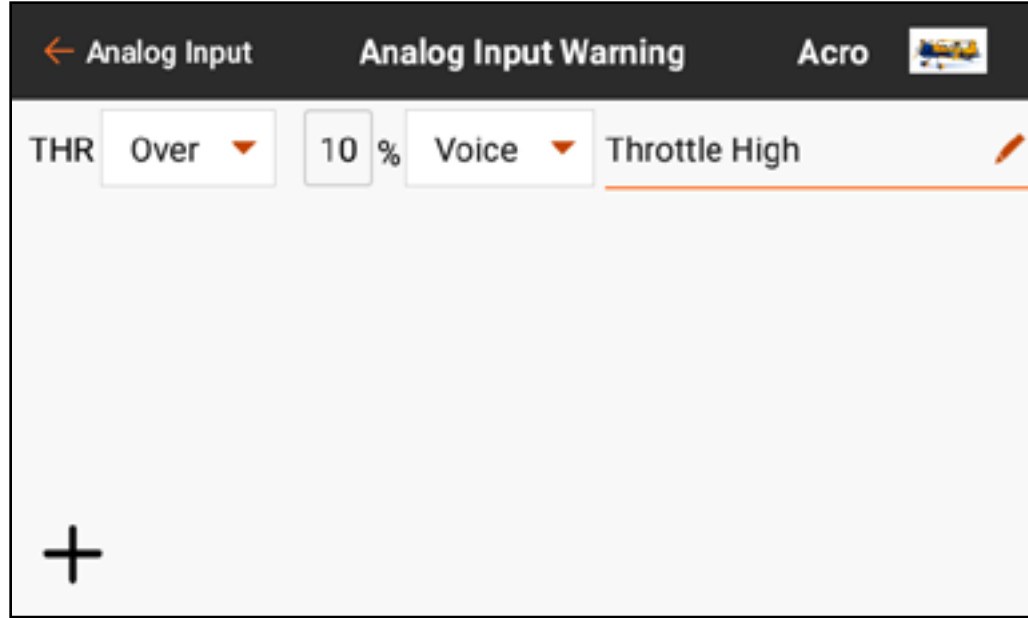 Analog Input Analog Input Warning Acro
THR Over 10 % Voice Throttle High